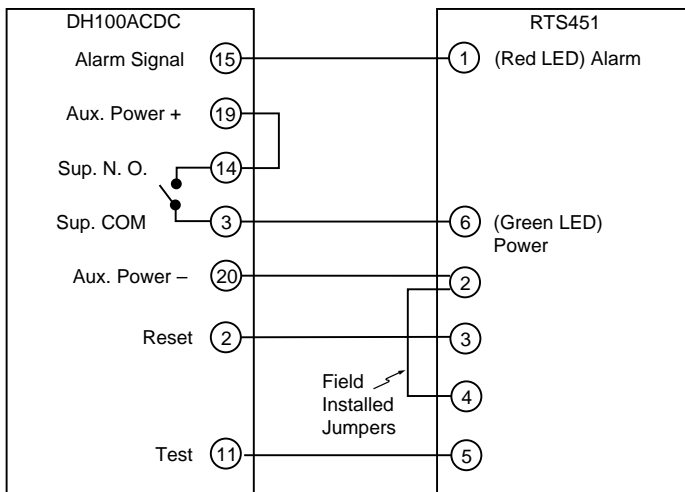 DH100ACDC
RTS451
Alarm Signal 15
1 (Red LED) Alarm
Aux. Power + 19
Sup. N. O. 14
Sup. COM 3
6 (Green LED)
Power
Aux. Power – 20
2
Reset 2
3
Field
Installed
Jumpers
4
Test 11
5